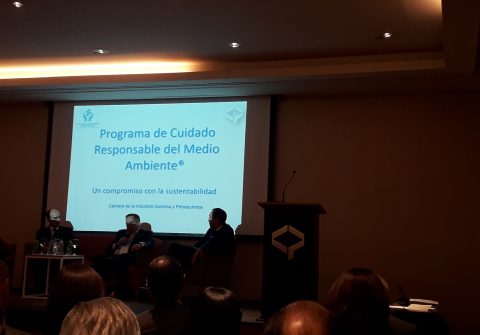 Programa de Cuidado
Responsable del Medio
Ambiente®
Un compromiso con la sustentabilidad
Cámara de la Industria Química y Petroquímica